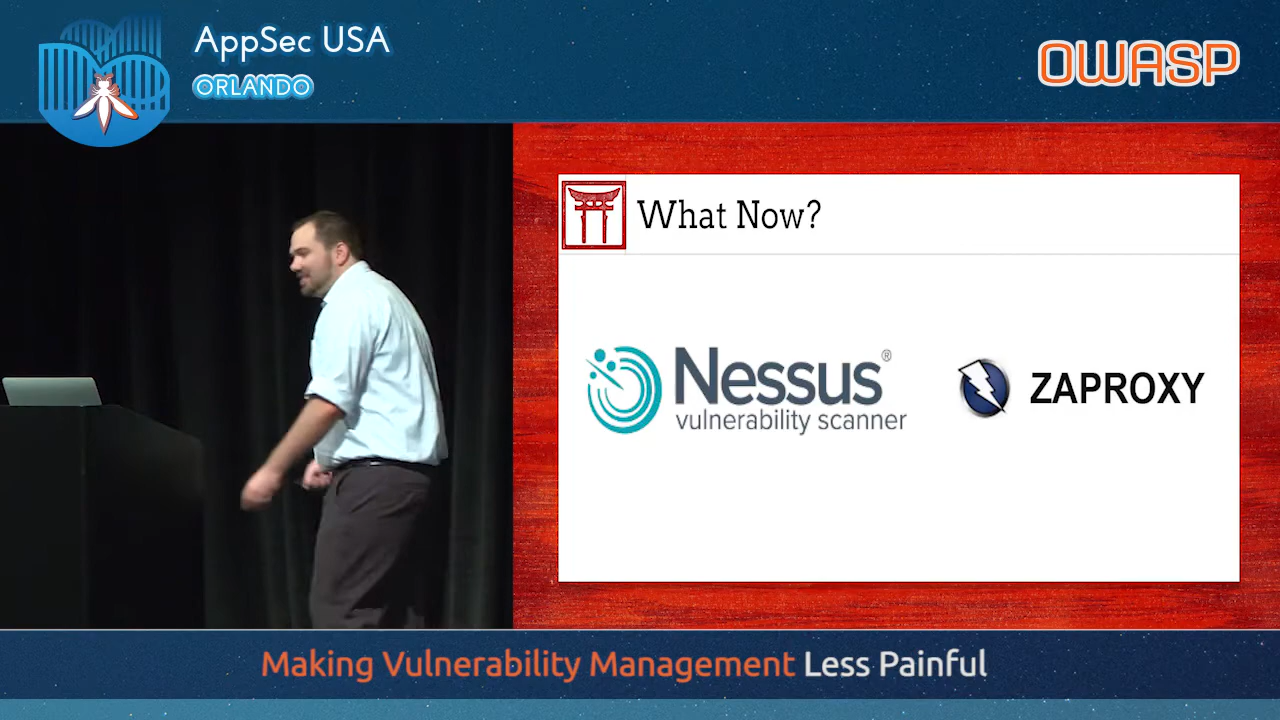 AppSec USA
ORLANDO
OWASP
What Now?
Nessus®
vulnerability scanner
ZAPROXY
Making Vulnerability Management Less Painful